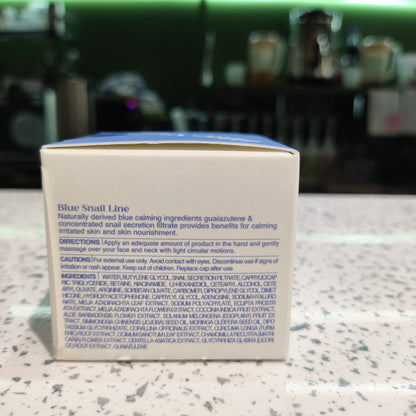 Blue Snail Line
Naturally derived blue calming ingredients guaiazulene &
concentrated snail secretion filtrate provides benefits for calming
irritated skin and skin nourishment.
DIRECTIONS Apply an adequate amount of product in the hand and gently
massage over your face and neck with light circular motions.
CAUTIONS For external use only. Avoid contact with eyes. Discontinue use if signs of
irritation or rash appear. Keep out of children. Replace cap after use.
INGREDIENTS WATER, BUTYLENE GLYCOL, SNAIL SECRETION FILTRATE, CAPRYLIC/CAP
RIC TRIGLYCERIDE, BETAINE, NIACINAMIDE, 1,2-HEXANEDIOL, CETEARYL ALCOHOL, CETE
ARYL OLIVATE, ARGININE, SORBITAN OLIVATE, CARBOMER, DIPROPYLENE GLYCOL, DIMET
HICONE, HYDROXYACETOPHENONE, CAPRYLYL GLYCOL, ADENOSINE, SODIUM HYALURO
NATE, MELIA AZADIRACHTA LEAF EXTRACT, SODIUM POLYACRYLATE, ECLIPTA PROSTR
ATA EXTRACT, MELIA AZADIRACHTA FLOWER EXTRACT, COCCINIA INDICA FRUIT EXTRACT,
ALOE BARBADENSIS FLOWER EXTRACT, SOLANUM MELONGENA (EGGPLANT) FRUIT EX
TRACT, SIMMONDSIA CHINENSIS (JOJOBA) SEED OIL, MORINGA OLEIFERA SEED OIL, DIPO
TASSIUM GLYCYRRHIZATE, CORALLINA OFFICINALIS EXTRACT, CURCUMA LONGA (TURM
ERIC) ROOT EXTRACT, OCIMUM SANCTUM LEAF EXTRACT, CHAMOMILLA RECUTITA (MATRI
CARIA) FLOWER EXTRACT, CENTELLA ASIATICA EXTRACT, GLYCYRRHIZA GLABRA (LICORI
CE) ROOT EXTRACT, GUAIAZULENE